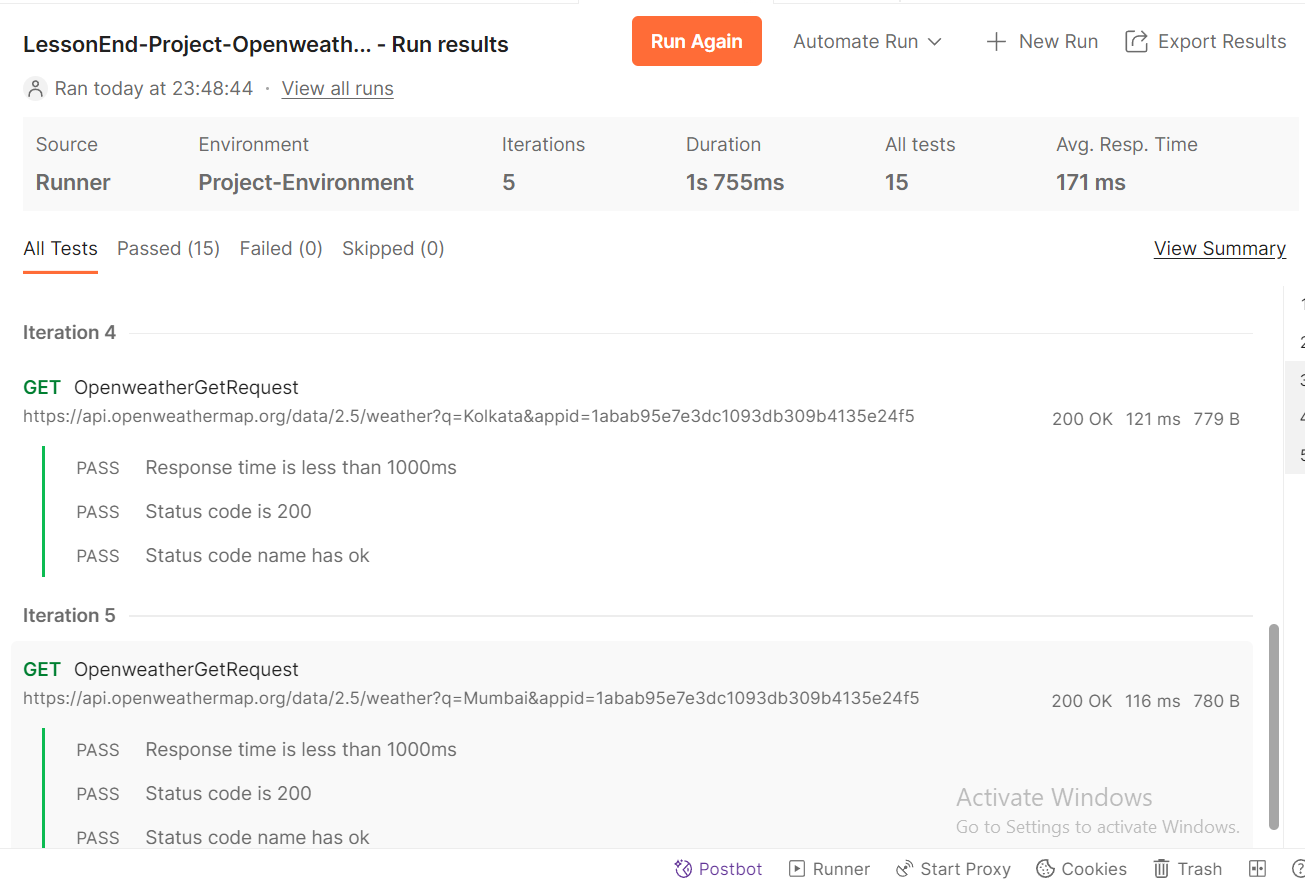 LessonEnd-Project-Openweath... - Run results
Run Again
Automate Run
New Run
Export Results
Ran today at 23:48:44 · View all runs
Source Environment Iterations Duration All tests Avg. Resp. Time
Runner Project-Environment 5 1s 755ms 15 171 ms
All Tests Passed (15) Failed (0) Skipped (0) View Summary
Iteration 4
GET OpenweatherGetRequest
https://api.openweathermap.org/data/2.5/weather?q=Kolkata&appid=1abab95e7e3dc1093db309b4135e24f5 200 OK 121 ms 779 B
PASS Response time is less than 1000ms
PASS Status code is 200
PASS Status code name has ok
Iteration 5
GET OpenweatherGetRequest
https://api.openweathermap.org/data/2.5/weather?q=Mumbai&appid=1abab95e7e3dc1093db309b4135e24f5 200 OK 116 ms 780 B
PASS Response time is less than 1000ms
PASS Status code is 200
PASS Status code name has ok
1
2
3
4
5
Activate Windows
Go to Settings to activate Windows.
Postbot Runner Start Proxy Cookies Trash